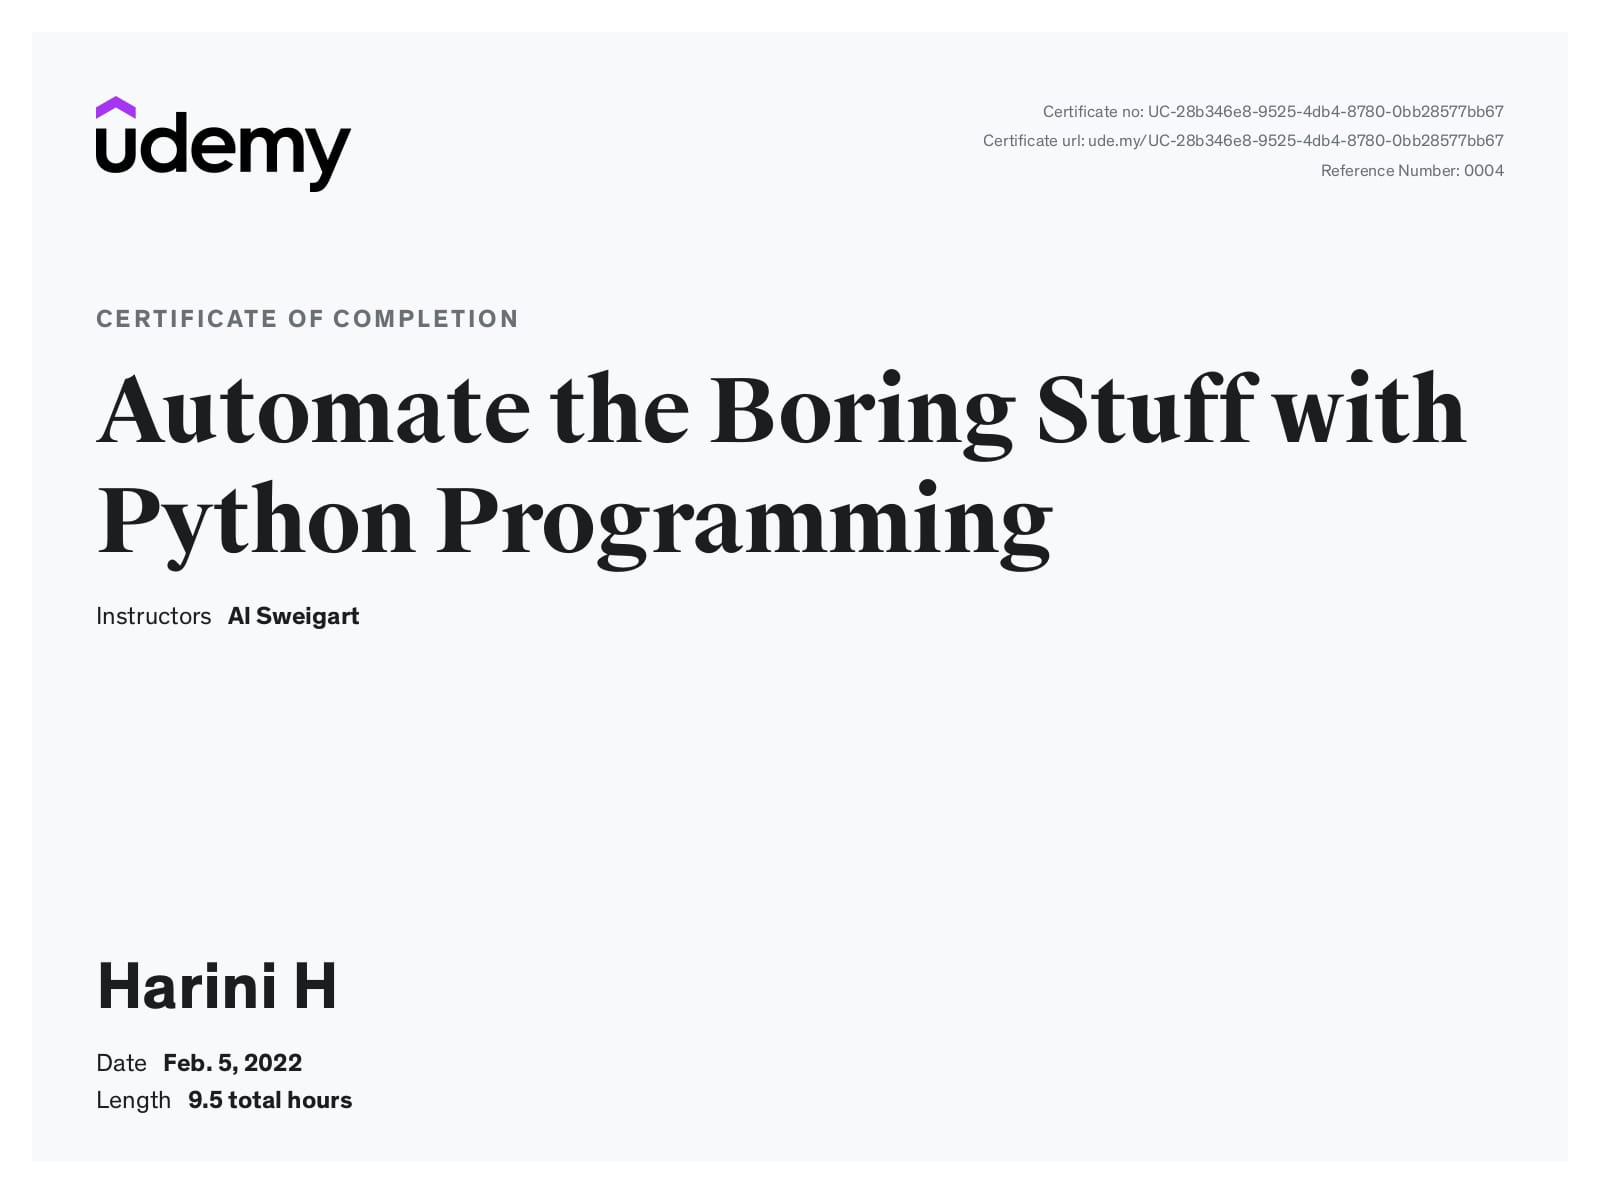 udemy
Certificate no: UC-28b346e8-9525-4db4-8780-0bb28577bb67
Certificate url: ude.my/UC-28b346e8-9525-4db4-8780-0bb28577bb67
Reference Number: 0004
CERTIFICATE OF COMPLETION
Automate the Boring Stuff with
Python Programming
Instructors Al Sweigart
Harini H
Date Feb. 5, 2022
Length 9.5 total hours